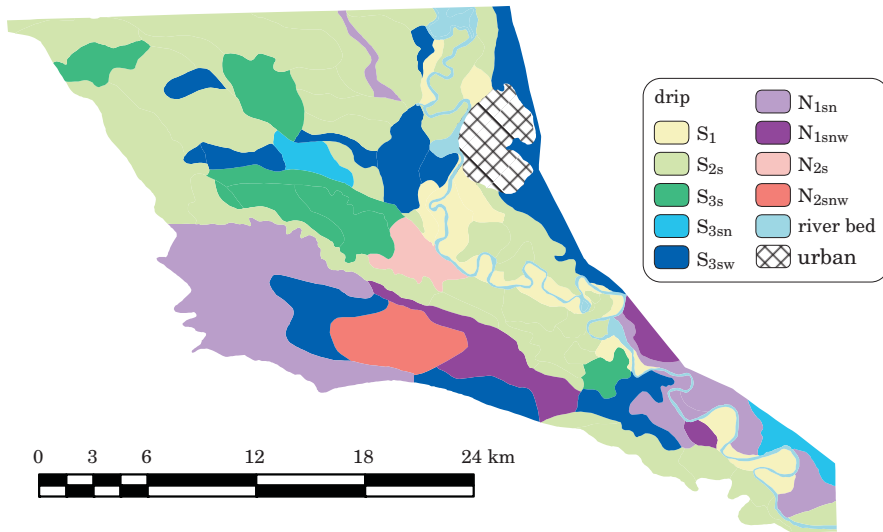 drip
S₁
S₂ₛ
S₃ₛ
S₃ₛₙ
S₃sw
N₁ₛₙ
N₁snw
N₂ₛ
N₂snw
river bed
urban
0 3 6 12 18 24 km